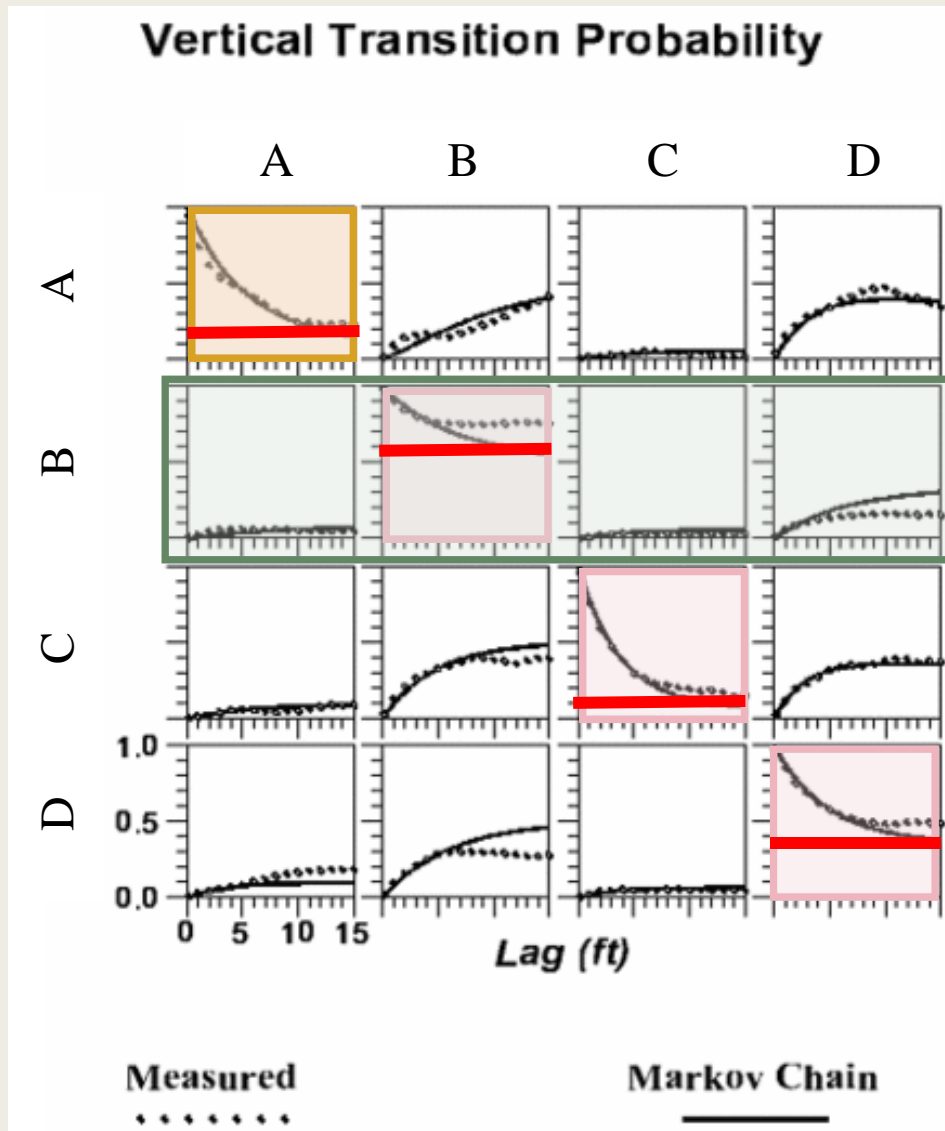 Vertical Transition Probability
A B C D
A
B
C
D
1.0
0.5
0.0
0 5 10 15
Lag (ft)
Measured Markov Chain